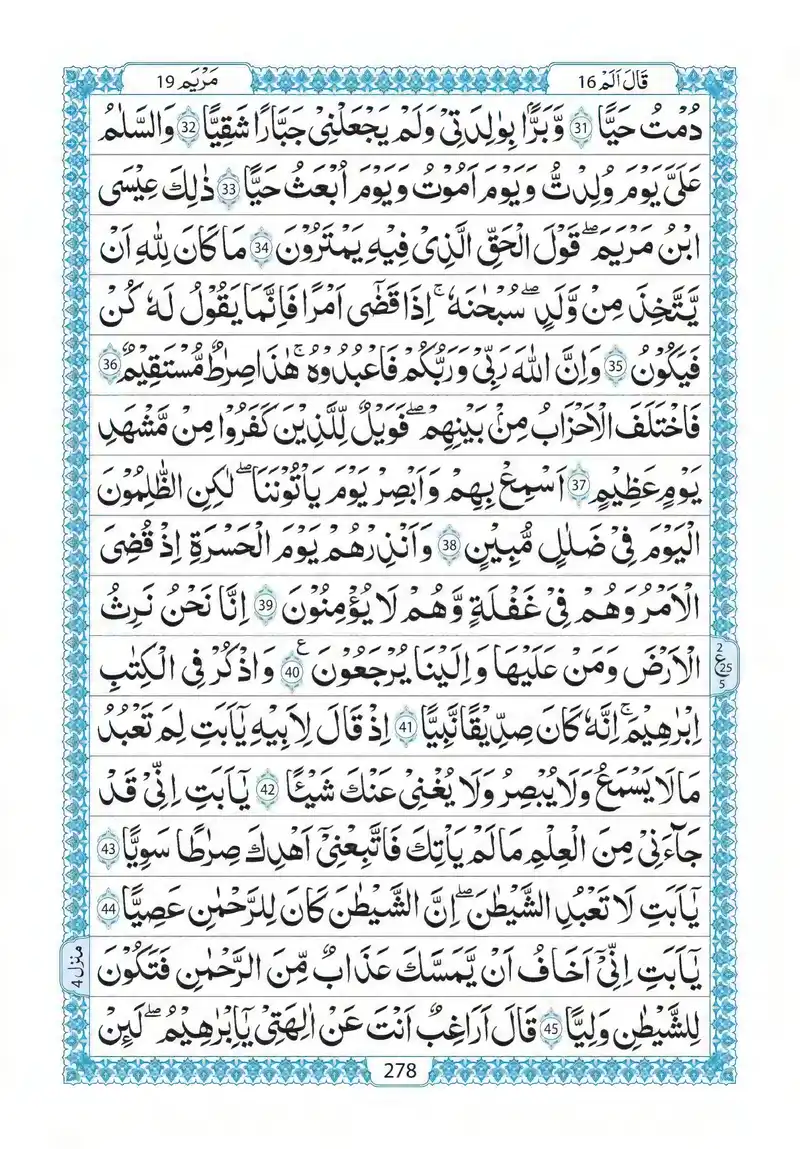 قَالَ اَلَمْ 16
مَرْيَم 19
دُمْتُ حَيًّا 31 وَّبَرًّۢا بِوَالِدَتِىْ وَلَمْ يَجْعَلْنِىْ جَبَّارًا شَقِيًّا 32 وَالسَّلٰمُ
عَلَىَّ يَوْمَ وُلِدْتُّ وَيَوْمَ اَمُوْتُ وَيَوْمَ اُبْعَثُ حَيًّا 33 ذٰلِكَ عِيْسَى
ابْنُ مَرْيَمَ ۖ قَوْلَ الْحَقِّ الَّذِىْ فِيْهِ يَمْتَرُوْنَ 34 مَا كَانَ لِلّٰهِ اَنْ
يَّتَّخِذَ مِنْ وَّلَدٍ ۖ سُبْحٰنَهٗ ۚ اِذَا قَضٰٓى اَمْرًا فَاِنَّمَا يَقُوْلُ لَهٗ كُنْ
فَيَكُوْنُ 35 وَاِنَّ اللّٰهَ رَبِّىْ وَرَبُّكُمْ فَاعْبُدُوْهُ ۚ هٰذَا صِرَاطٌ مُّسْتَقِيْمٌ 36
فَاخْتَلَفَ الْاَحْزَابُ مِنْۢ بَيْنِهِمْ ۖ فَوَيْلٌ لِّلَّذِيْنَ كَفَرُوْا مِنْ مَّشْهَدِ
يَوْمٍ عَظِيْمٍ 37 اَسْمِعْ بِهِمْ وَاَبْصِرْ يَوْمَ يَاْتُوْنَنَا ۖ لٰكِنِ الظّٰلِمُوْنَ
الْيَوْمَ فِىْ ضَلٰلٍ مُّبِيْنٍ 38 وَاَنْذِرْهُمْ يَوْمَ الْحَسْرَةِ اِذْ قُضِىَ
الْاَمْرُ وَهُمْ فِىْ غَفْلَةٍ وَّهُمْ لَا يُؤْمِنُوْنَ 39 اِنَّا نَحْنُ نَرِثُ
الْاَرْضَ وَمَنْ عَلَيْهَا وَاِلَيْنَا يُرْجَعُوْنَ 40 ع وَاذْكُرْ فِى الْكِتٰبِ
2 ع 25 5
اِبْرٰهِيْمَ ۚ اِنَّهٗ كَانَ صِدِّيْقًا نَّبِيًّا 41 اِذْ قَالَ لِاَبِيْهِ يٰۤاَبَتِ لِمَ تَعْبُدُ
مَا لَا يَسْمَعُ وَلَا يُبْصِرُ وَلَا يُغْنِىْ عَنْكَ شَيْـًٔا 42 يٰۤاَبَتِ اِنِّىْ قَدْ
جَآءَنِىْ مِنَ الْعِلْمِ مَا لَمْ يَاْتِكَ فَاتَّبِعْنِىْۤ اَهْدِكَ صِرَاطًا سَوِيًّا 43
يٰۤاَبَتِ لَا تَعْبُدِ الشَّيْطٰنَ ۖ اِنَّ الشَّيْطٰنَ كَانَ لِلرَّحْمٰنِ عَصِيًّا 44
يٰۤاَبَتِ اِنِّىْۤ اَخَافُ اَنْ يَّمَسَّكَ عَذَابٌ مِّنَ الرَّحْمٰنِ فَتَكُوْنَ
منزل 4
لِلشَّيْطٰنِ وَلِيًّا 45 قَالَ اَرَاغِبٌ اَنْتَ عَنْ اٰلِهَتِىْ يٰۤاِبْرٰهِيْمُ ۖ لَئِنْ
278